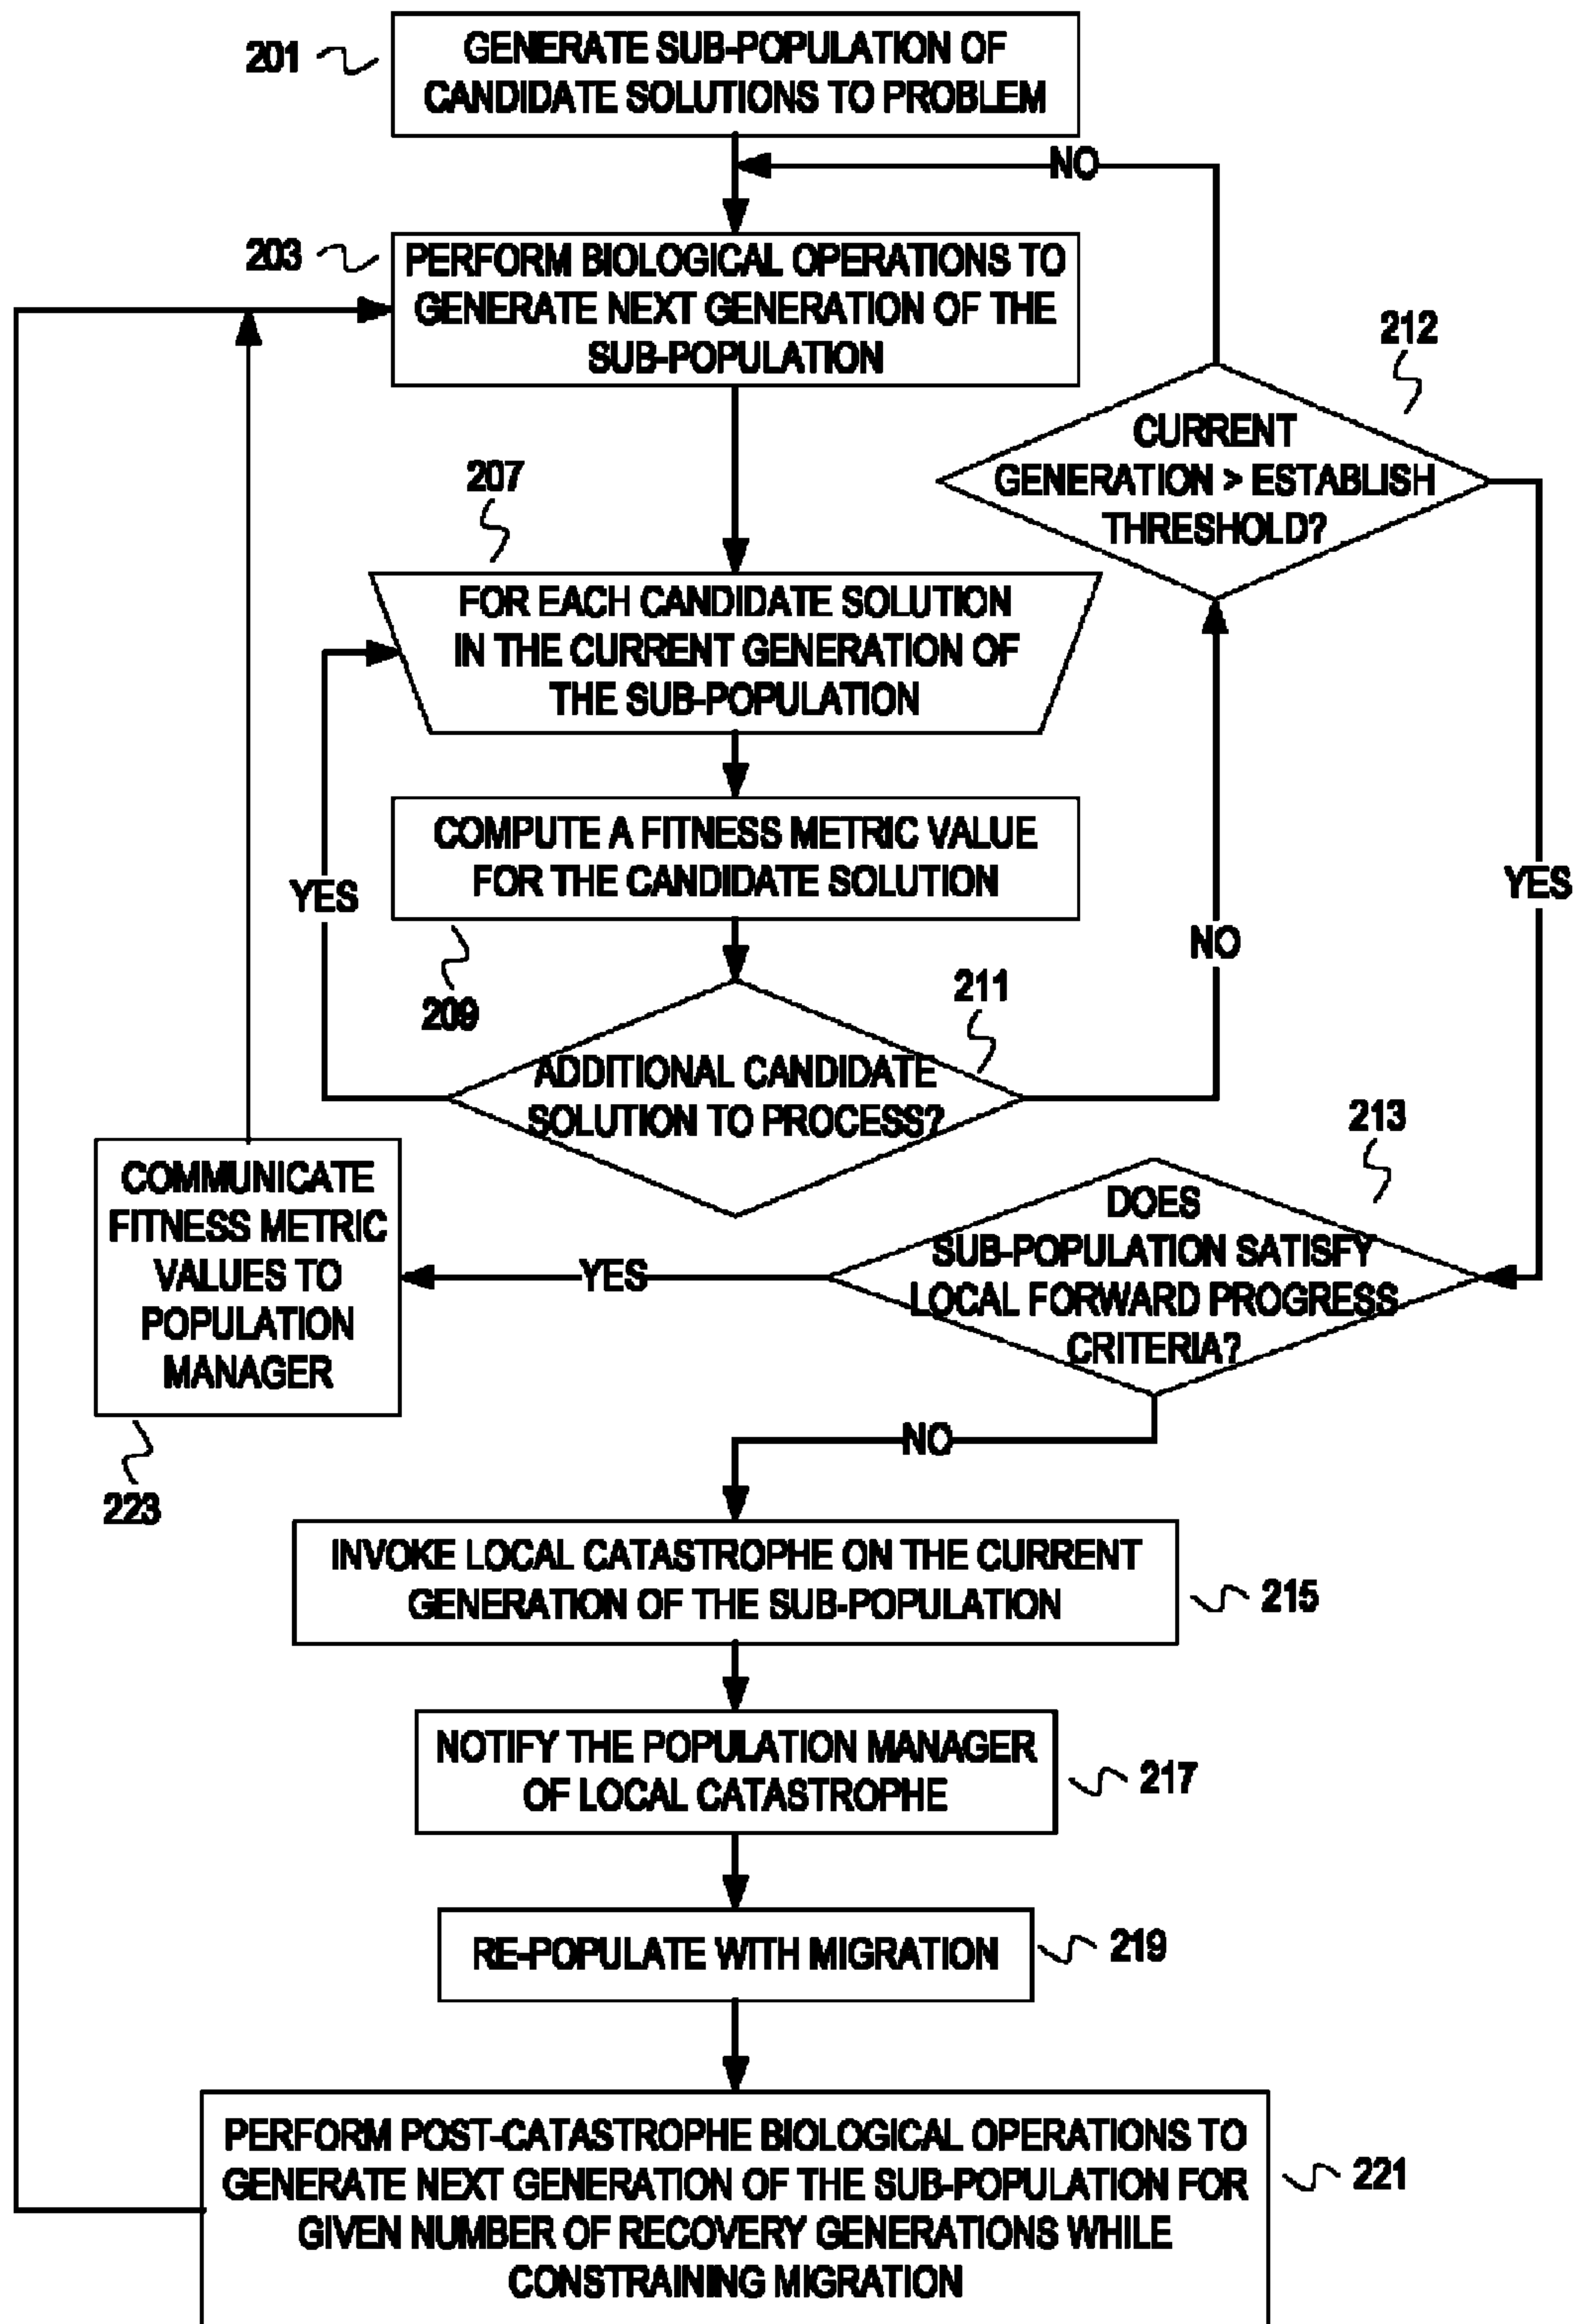 201
GENERATE SUB-POPULATION OF
CANDIDATE SOLUTIONS TO PROBLEM
NO
203
PERFORM BIOLOGICAL OPERATIONS TO
GENERATE NEXT GENERATION OF THE
SUB-POPULATION
212
CURRENT
GENERATION > ESTABLISH
THRESHOLD?
207
FOR EACH CANDIDATE SOLUTION
IN THE CURRENT GENERATION OF
THE SUB-POPULATION
COMPUTE A FITNESS METRIC VALUE
FOR THE CANDIDATE SOLUTION
YES
YES
NO
209
211
ADDITIONAL CANDIDATE
SOLUTION TO PROCESS?
213
DOES
SUB-POPULATION SATISFY
LOCAL FORWARD PROGRESS
CRITERIA?
YES
COMMUNICATE
FITNESS METRIC
VALUES TO
POPULATION
MANAGER
223
NO
INVOKE LOCAL CATASTROPHE ON THE CURRENT
GENERATION OF THE SUB-POPULATION
215
NOTIFY THE POPULATION MANAGER
OF LOCAL CATASTROPHE
217
RE-POPULATE WITH MIGRATION
219
PERFORM POST-CATASTROPHE BIOLOGICAL OPERATIONS TO
GENERATE NEXT GENERATION OF THE SUB-POPULATION FOR
GIVEN NUMBER OF RECOVERY GENERATIONS WHILE
CONSTRAINING MIGRATION
221